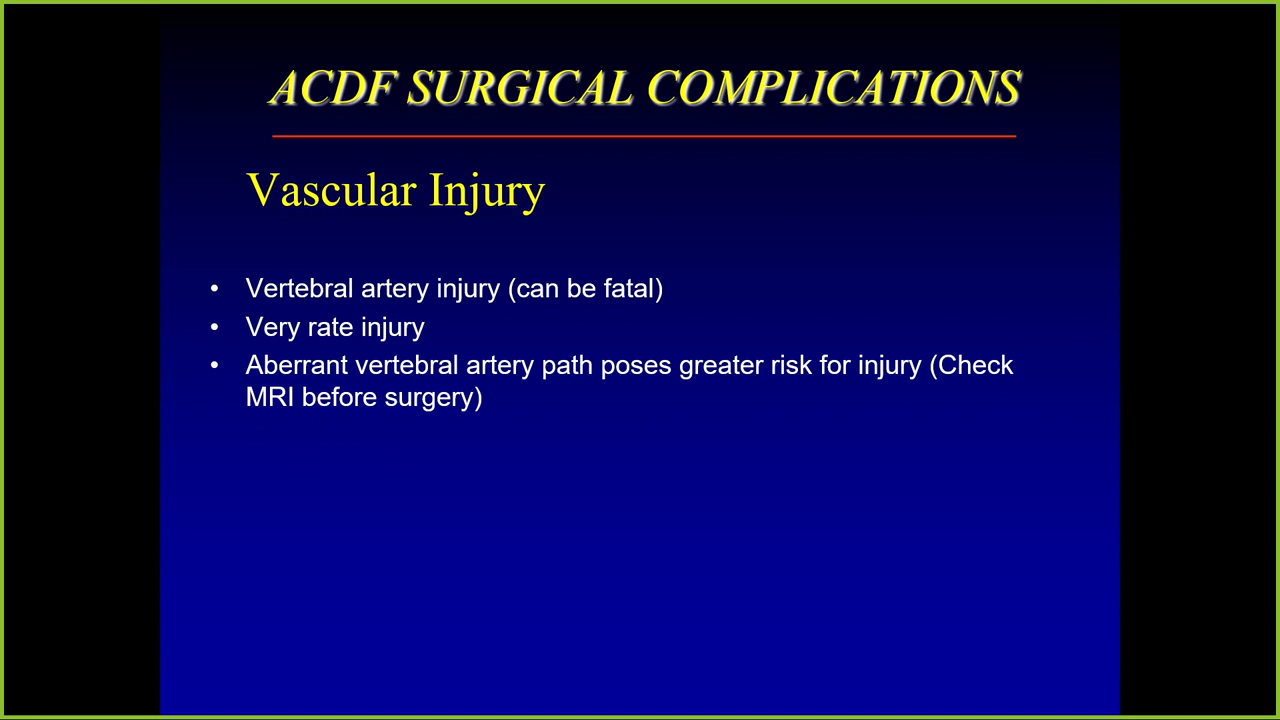 ACDF SURGICAL COMPLICATIONS
Vascular Injury
• Vertebral artery injury (can be fatal)
• Very rate injury
• Aberrant vertebral artery path poses greater risk for injury (Check
MRI before surgery)